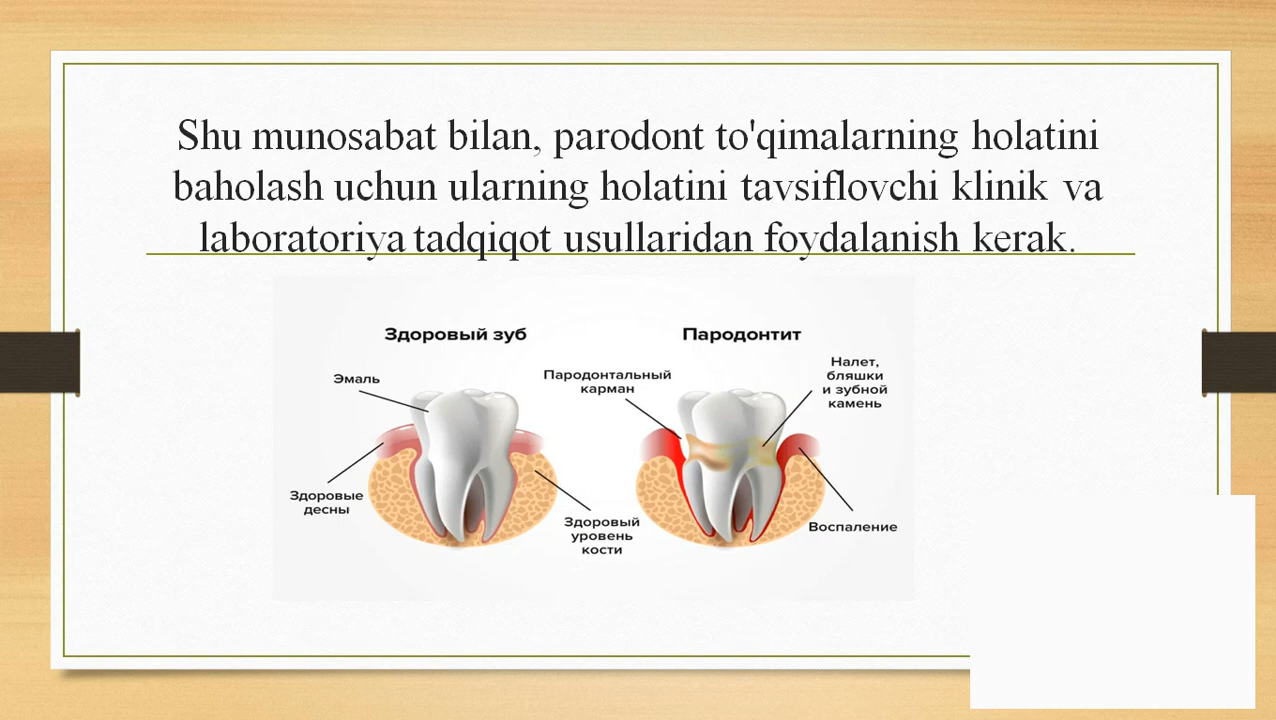 Shu munosabat bilan, parodont to'qimalarning holatini
baholash uchun ularning holatini tavsiflovchi klinik va
laboratoriya tadqiqot usullaridan foydalanish kerak.
Здоровый зуб
Эмаль
Здоровые
десны
Здоровый
уровень
кости
Пародонтит
Пародонтальный
карман
Налет,
бляшки
и зубной
камень
Воспаление